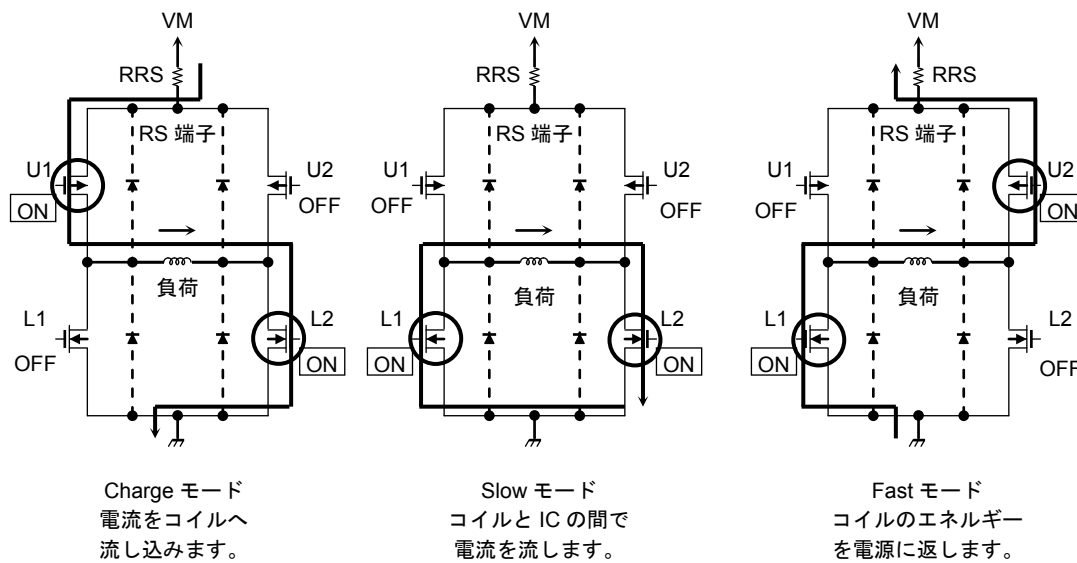 VM
RRS
RS 端子
U1
ON
U2
OFF
負荷
L1
OFF
L2
ON
Charge モード
電流をコイルへ
流し込みます。
VM
RRS
RS 端子
U1
OFF
U2
OFF
負荷
L1
ON
L2
ON
Slow モード
コイルと IC の間で
電流を流します。
VM
RRS
RS 端子
U1
OFF
U2
ON
負荷
L1
ON
L2
OFF
Fast モード
コイルのエネルギー
を電源に返します。